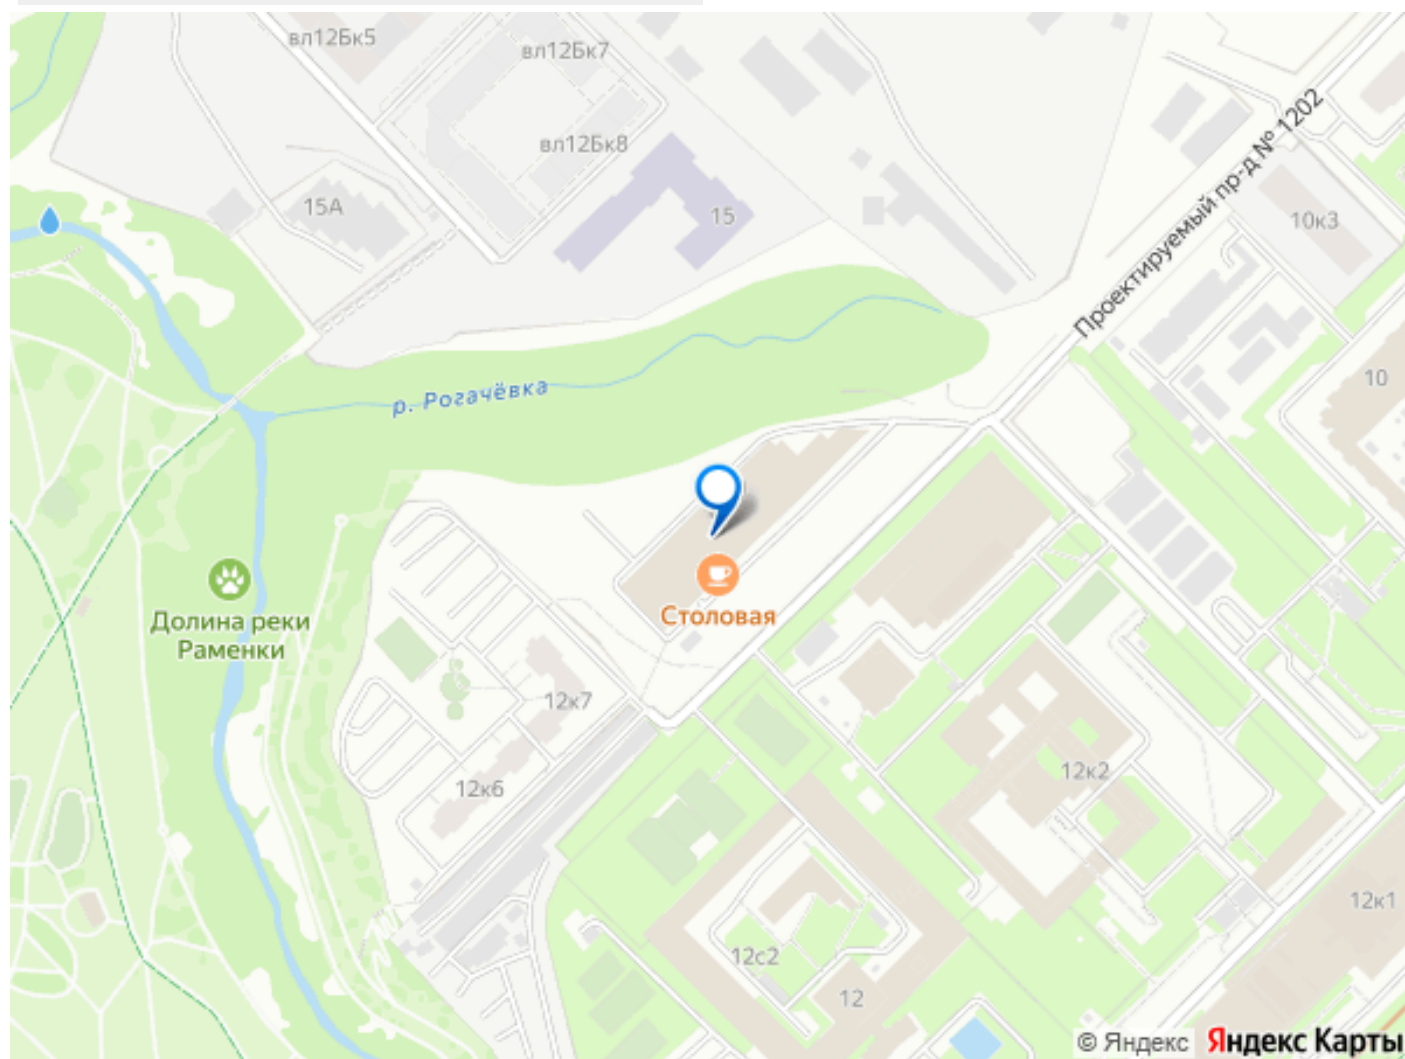 вл12Бк5
вл12Бк7
вл12Бк8
15А
15
Проектируемый пр-д № 1202
10к3
10
р. Рогачёвка
Столовая
Долина реки
Раменки
12к7
12к6
12к2
12к1
12с2
12
© Яндекс Яндекс Карты